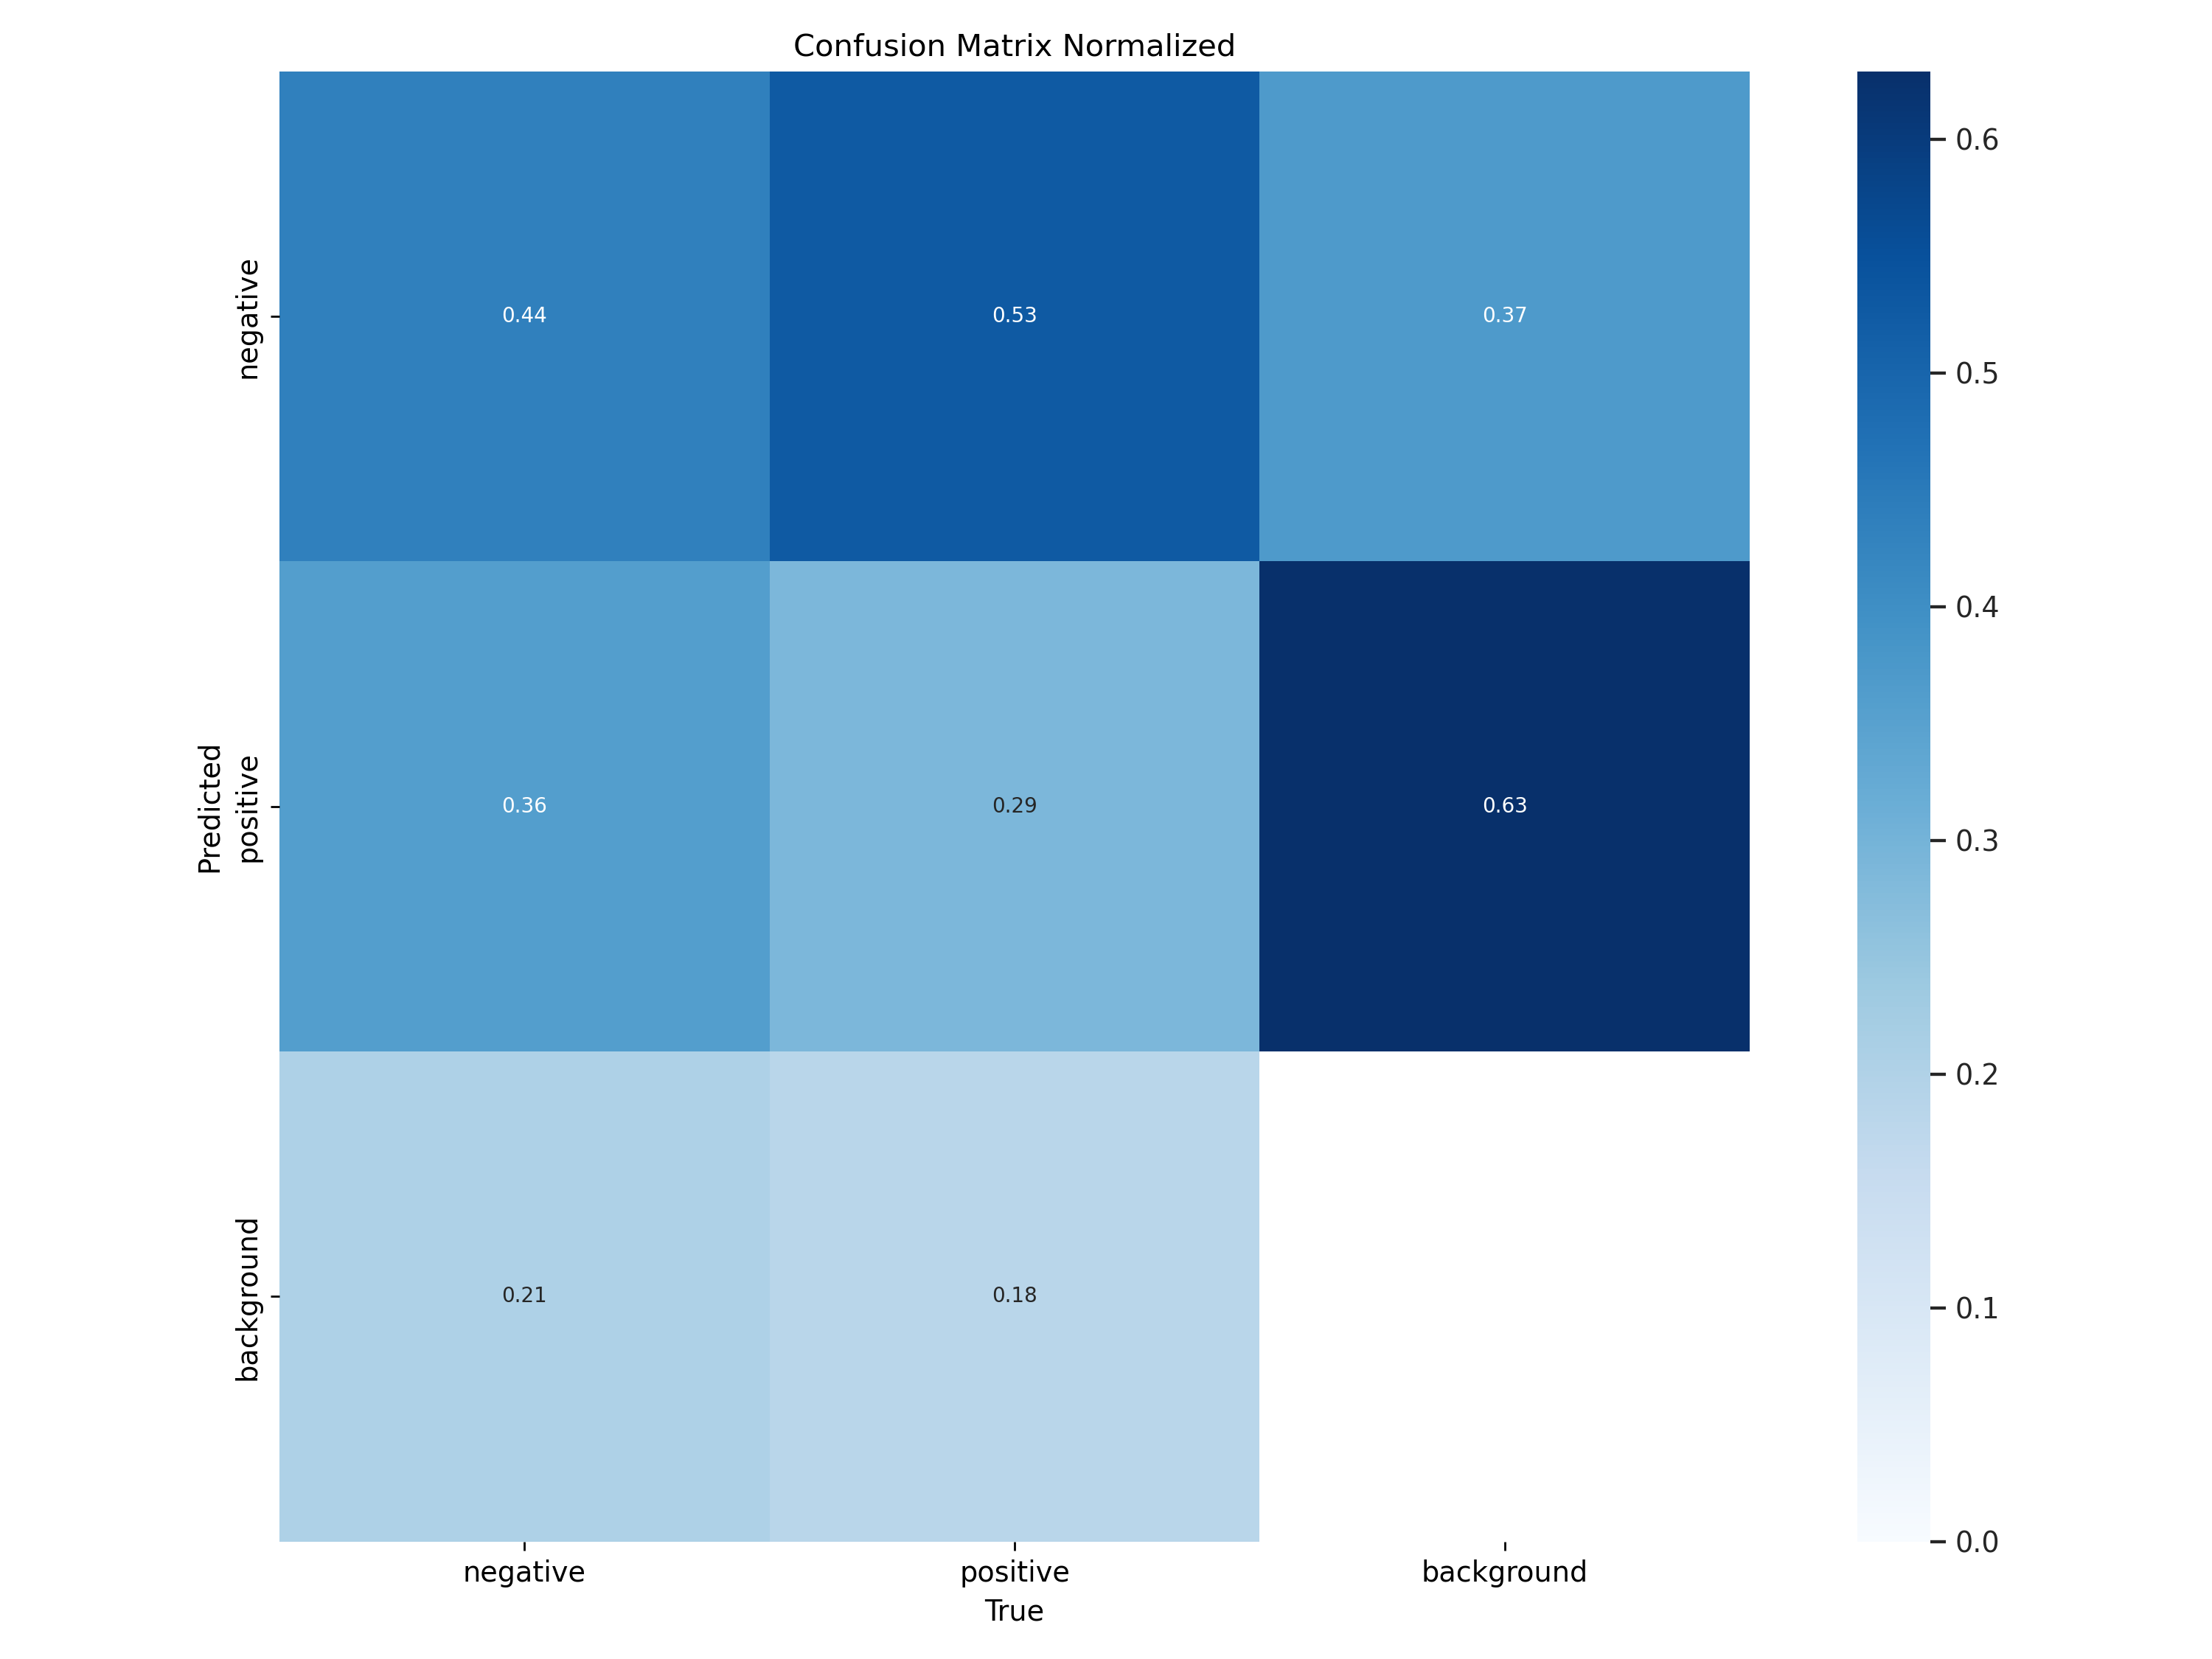 Confusion Matrix Normalized
0.6
0.5
0.4
0.3
0.2
0.1
0.0
Predicted
negative
positive
background
0.44 0.53 0.37
0.36 0.29 0.63
0.21 0.18
negative positive background
True